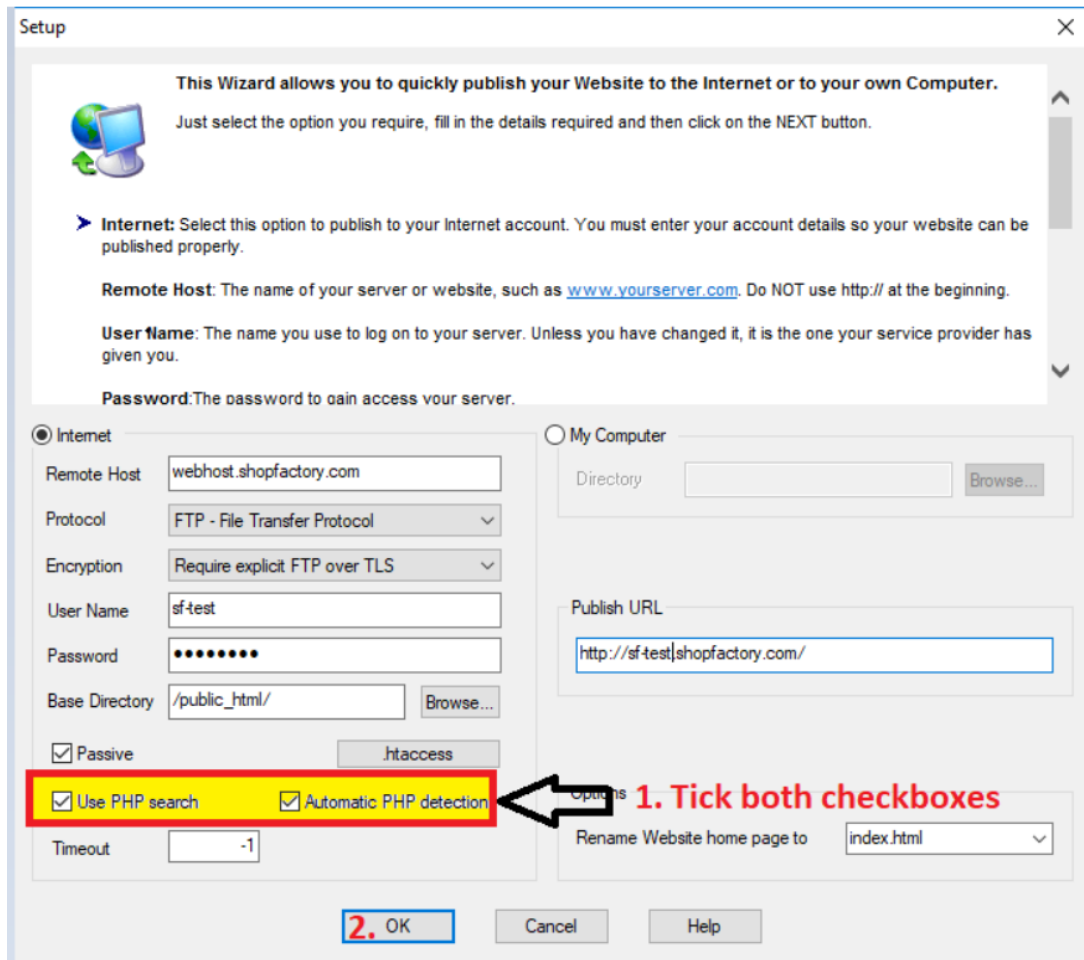 Setup
This Wizard allows you to quickly publish your Website to the Internet or to your own Computer.
Just select the option you require, fill in the details required and then click on the NEXT button.
Internet: Select this option to publish to your Internet account. You must enter your account details so your website can be
published properly.
Remote Host: The name of your server or website, such as www.yourserver.com. Do NOT use http:// at the beginning.
User Name: The name you use to log on to your server. Unless you have changed it, it is the one your service provider has
given you.
Password:The password to gain access your server.
Internet
Remote Host webhost.shopfactory.com
Protocol FTP - File Transfer Protocol
Encryption Require explicit FTP over TLS
User Name sf-test
Password ••••••••
Base Directory /public_html/ Browse...
Passive .htaccess
Use PHP search Automatic PHP detection
Timeout -1
My Computer
Directory Browse...
Publish URL
http://sf-test.shopfactory.com/
Options
1. Tick both checkboxes
Rename Website home page to index.html
2. OK Cancel Help